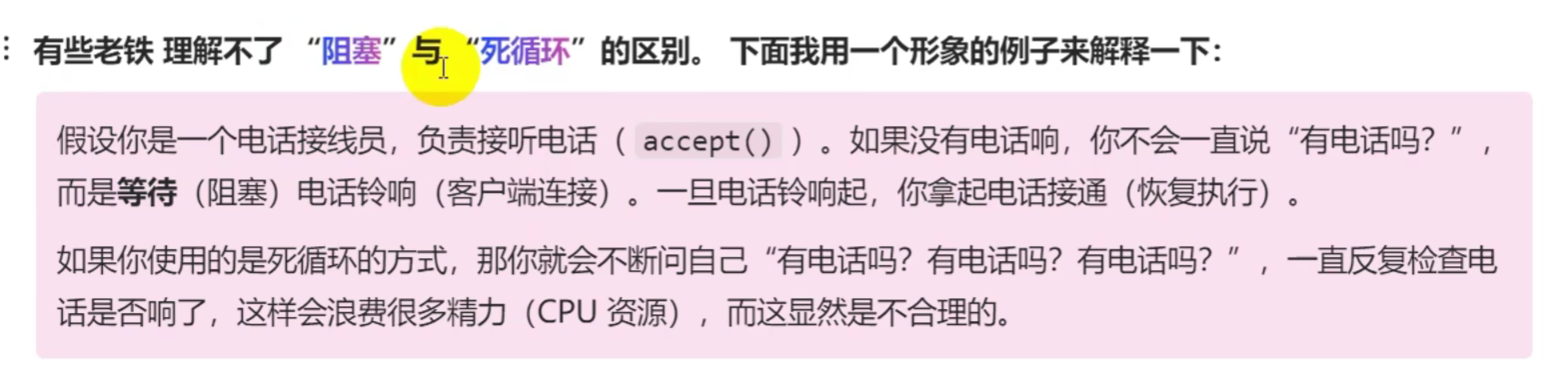 有些老铁 理解不了 “阻塞”与 “死循环”的区别。 下面我用一个形象的例子来解释一下：
假设你是一个电话接线员，负责接听电话（ accept() ）。如果没有电话响，你不会一直说“有电话吗？”，
而是等待（阻塞）电话铃响（客户端连接）。一旦电话铃响起，你拿起电话接通（恢复执行）。
如果你使用的是死循环的方式，那你就会不断问自己“有电话吗？有电话吗？有电话吗？”，一直反复检查电
话是否响了，这样会浪费很多精力（CPU 资源），而这显然是不合理的。